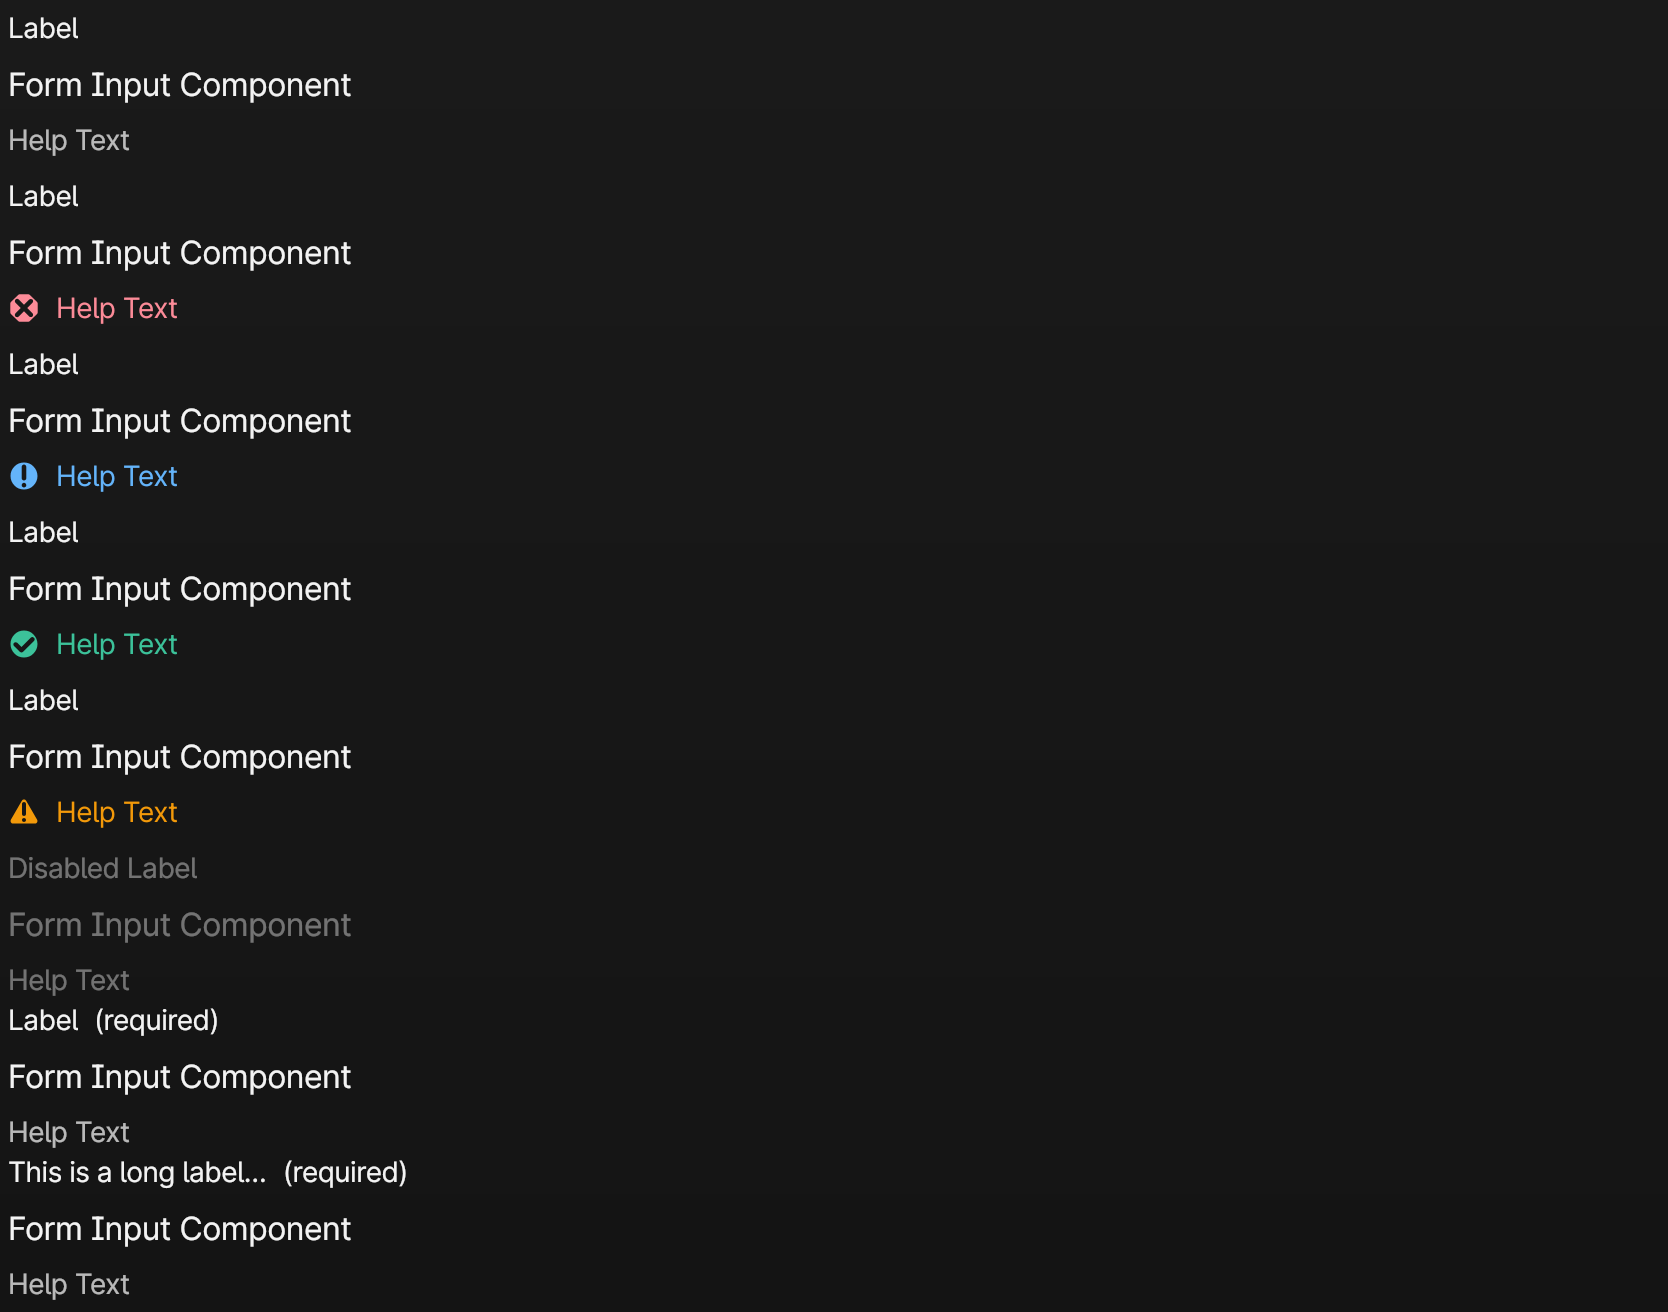 Label
Form Input Component
Help Text
Label
Form Input Component
Help Text
Label
Form Input Component
Help Text
Label
Form Input Component
Help Text
Label
Form Input Component
Help Text
Disabled Label
Form Input Component
Help Text
Label (required)
Form Input Component
Help Text
This is a long label... (required)
Form Input Component
Help Text